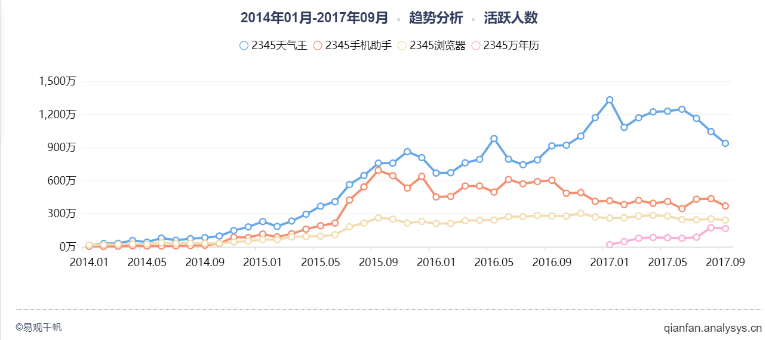 2014年01月-2017年09月 • 趋势分析 • 活跃人数
2345天气王 2345手机助手 2345浏览器 2345万年历
1,500万
1,200万
900万
600万
300万
0万
2014.01 2014.05 2014.09 2015.01 2015.05 2015.09 2016.01 2016.05 2016.09 2017.01 2017.05 2017.09
©易观千帆
qianfan.analysys.cn